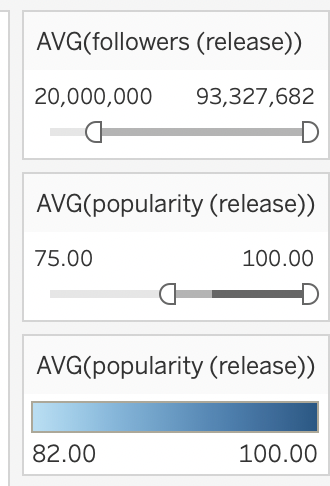 AVG(followers (release))
20,000,000 93,327,682
AVG(popularity (release))
75.00 100.00
AVG(popularity (release))
82.00 100.00